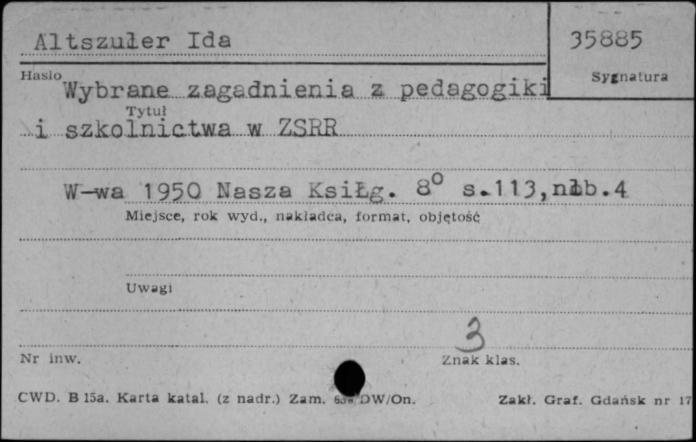 Altszuler Ida
35885
Hasło
Sygnatura
Wybrane zagadnienia z pedagogiki
Tytuł
i szkolnictwa w ZSRR
W-wa 1950 Nasza KsiŁg. 8° s.113,nlb.4
Miejsce, rok wyd., nakładca, format, objętość
Uwagi
3
Nr inw.
Znak klas.
CWD. B 15a. Karta katal. (z nadr.) Zam. DW/On.
Zakł. Graf. Gdańsk nr 17